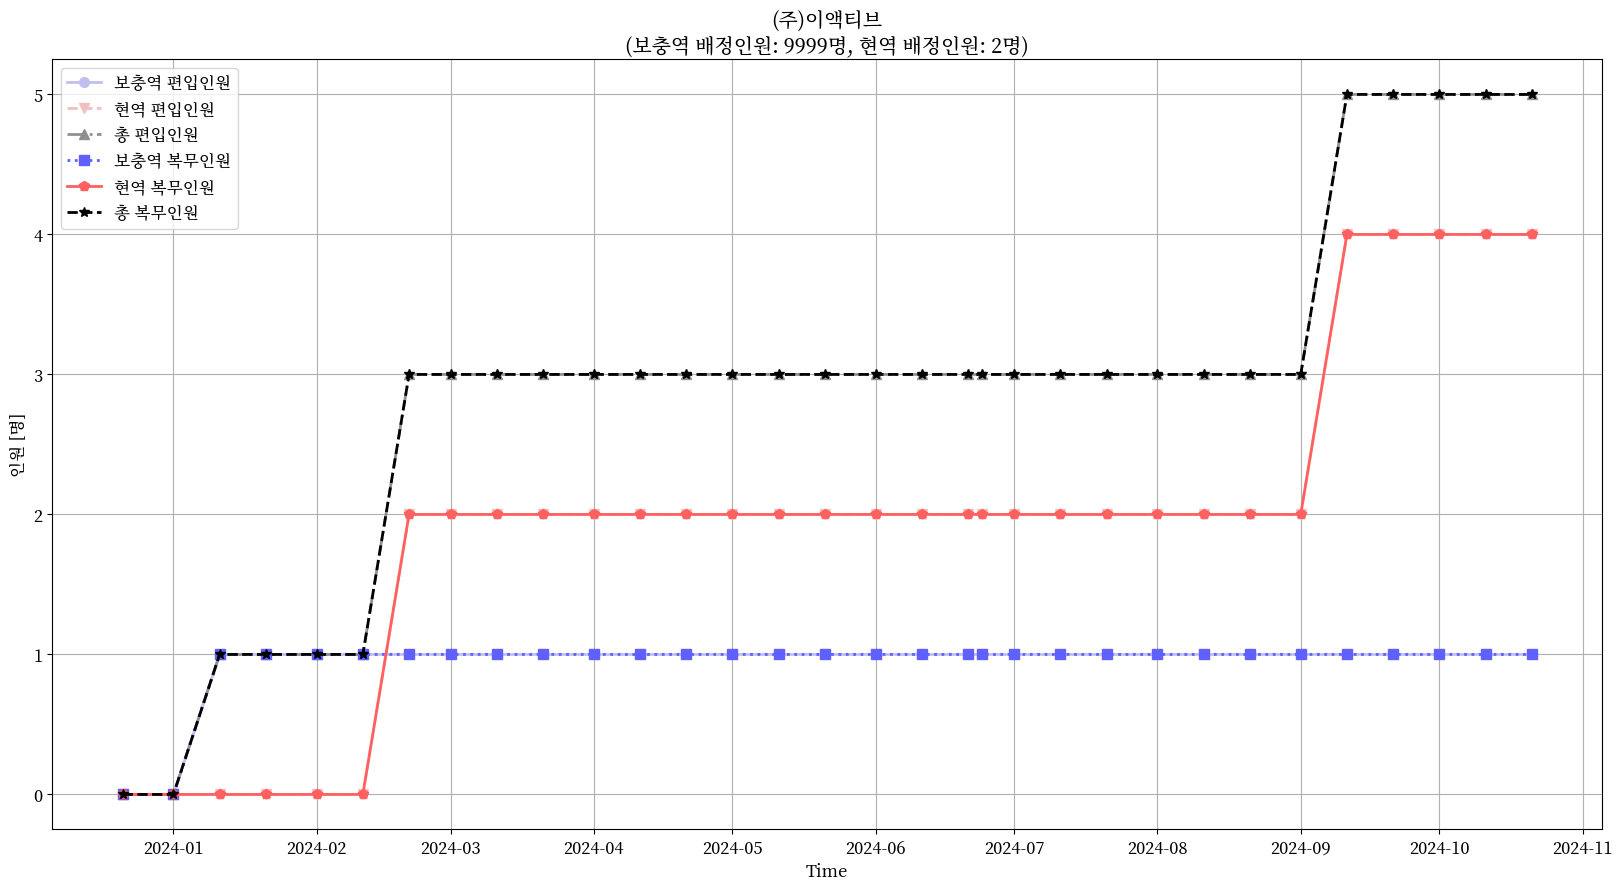 (주)이액티브
(보충역 배정인원: 9999명, 현역 배정인원: 2명)
보충역 편입인원
현역 편입인원
총 편입인원
보충역 복무인원
현역 복무인원
총 복무인원
인원 [명]
5
4
3
2
1
0
2024-01
2024-02
2024-03
2024-04
2024-05
2024-06
2024-07
2024-08
2024-09
2024-10
2024-11
Time